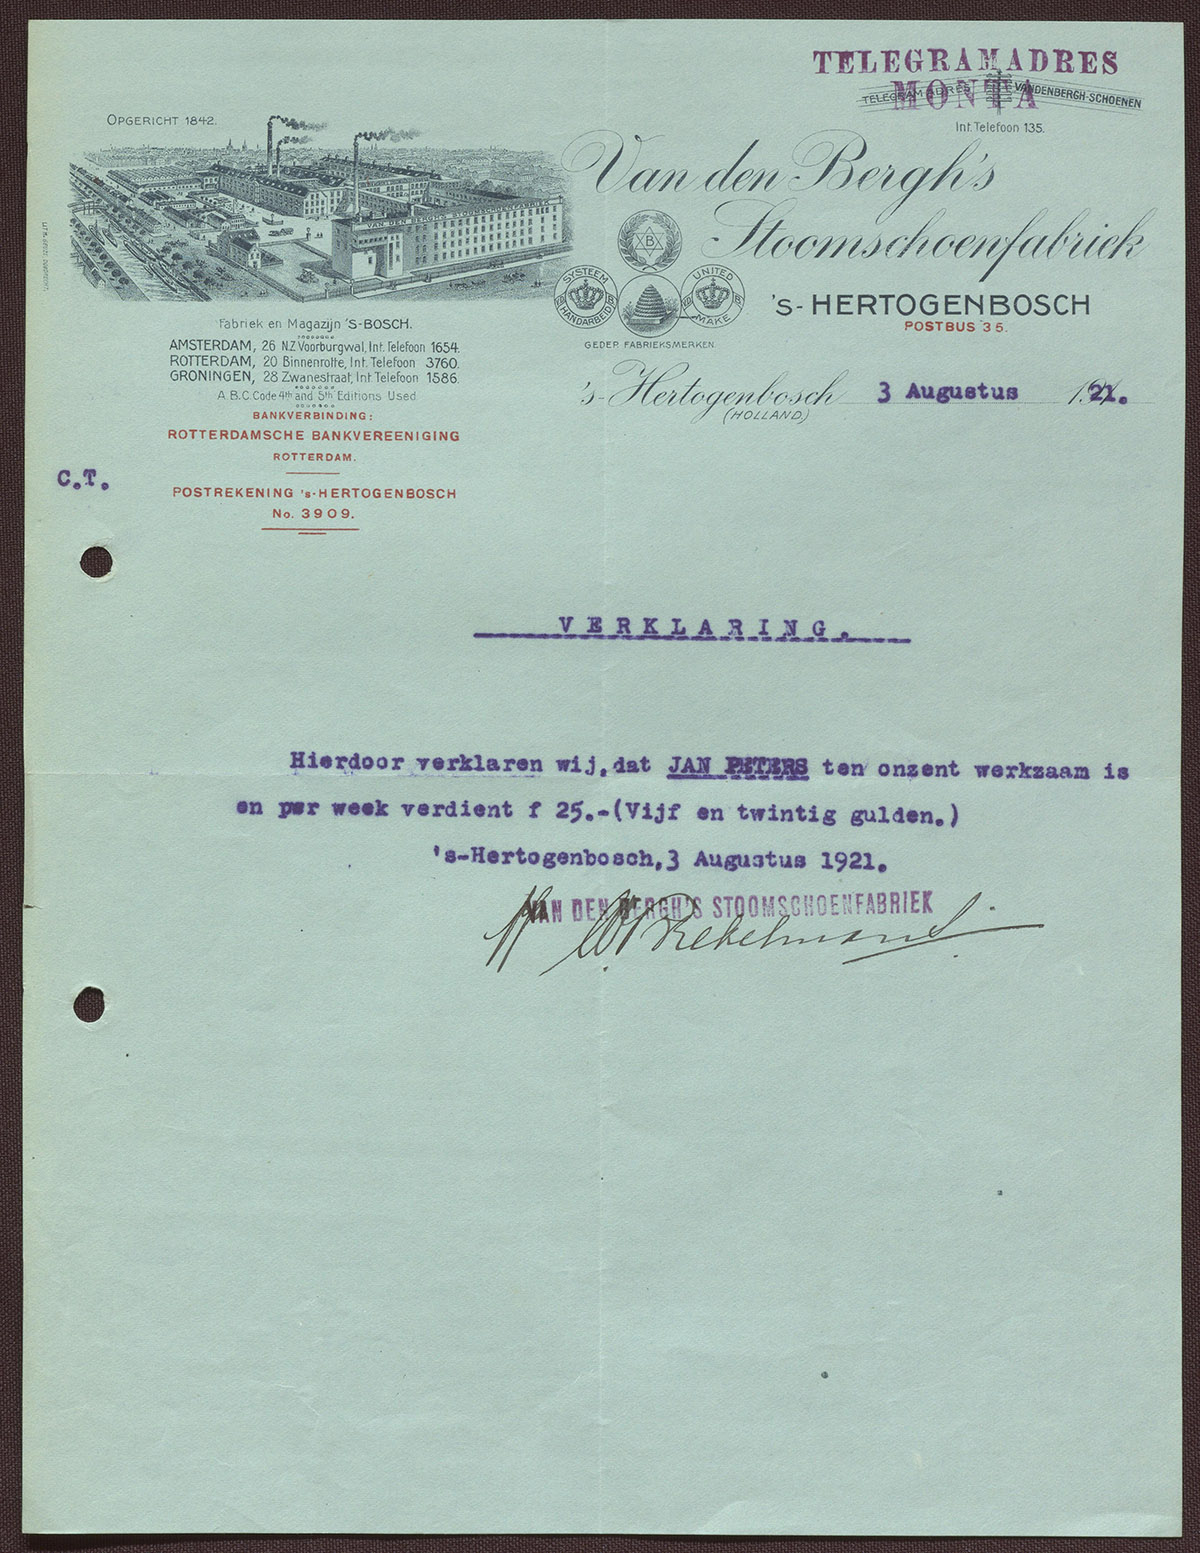 TELEGRAMADRES
MONTA
TELEGRAMADRES VANDENBERGH-SCHOENEN
Int. Telefoon 135.
OPGERICHT 1842.
VAN DEN BERGH'S STOOMSCHOENFABRIEK
Van den Bergh's
Stoomschoenfabriek
's-HERTOGENBOSCH
POSTBUS 35.
B
SYSTEEM HANDARBEID
UNITED MAKE
GEDEP. FABRIEKSMERKEN
Fabriek en Magazijn 'S-BOSCH.
AMSTERDAM, 26 N.Z Voorburgwal, Int. Telefoon 1654.
ROTTERDAM, 20 Binnenrotte, Int. Telefoon 3760.
GRONINGEN, 28 Zwanestraat, Int Telefoon 1586.
A.B.C. Code 4th and 5th Editions Used.
BANKVERBINDING:
ROTTERDAMSCHE BANKVEREENIGING
ROTTERDAM.
POSTREKENING 's-HERTOGENBOSCH
No. 3909.
's-Hertogenbosch 3 Augustus 1921.
(HOLLAND)
C.T.
VERKLARING.
Hierdoor verklaren wij, dat JAN PETERS ten onzent werkzaam is
en per week verdient f 25.-(Vijf en twintig gulden.)
's-Hertogenbosch, 3 Augustus 1921.
VAN DEN BERGH'S STOOMSCHOENFABRIEK